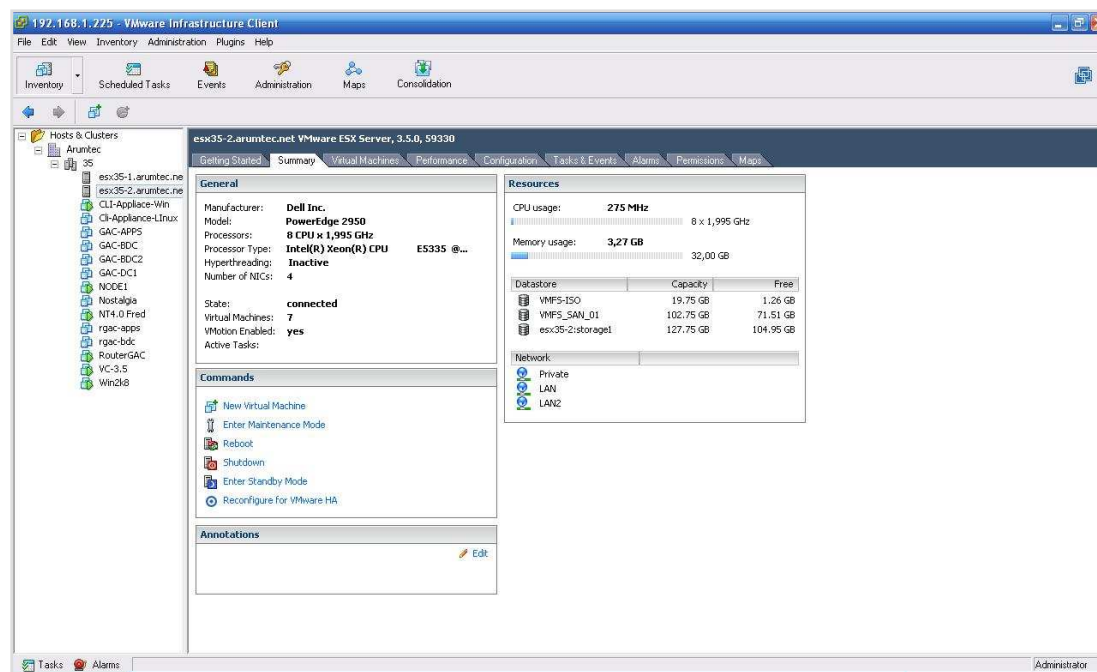 192.168.1.225 - VMware Infrastructure Client
File Edit View Inventory Administration Plugins Help
Inventory Scheduled Tasks Events Administration Maps Consolidation
Hosts & Clusters
Arumtec
35
esx35-1.arumtec.ne
esx35-2.arumtec.ne
CLI-Appliace-Win
Cli-Appliance-LInux
GAC-APPS
GAC-BDC
GAC-BDC2
GAC-DC1
NODE1
Nostalgia
NT4.0 Fred
rgac-apps
rgac-bdc
RouterGAC
VC-3.5
Win2k8
esx35-2.arumtec.net VMware ESX Server, 3.5.0, 59330
Getting Started Summary Virtual Machines Performance Configuration Tasks & Events Alarms Permissions Maps
General
Manufacturer: Dell Inc.
Model: PowerEdge 2950
Processors: 8 CPU x 1,995 GHz
Processor Type: Intel(R) Xeon(R) CPU E5335 @...
Hyperthreading: Inactive
Number of NICs: 4
State: connected
Virtual Machines: 7
VMotion Enabled: yes
Active Tasks:
Commands
New Virtual Machine
Enter Maintenance Mode
Reboot
Shutdown
Enter Standby Mode
Reconfigure for VMware HA
Annotations
Edit
Resources
CPU usage: 275 MHz
8 x 1,995 GHz
Memory usage: 3,27 GB
32,00 GB
Datastore Capacity Free
VMFS-ISO 19.75 GB 1.26 GB
VMFS_SAN_01 102.75 GB 71.51 GB
esx35-2:storage1 127.75 GB 104.95 GB
Network
Private
LAN
LAN2
Tasks Alarms Administrator